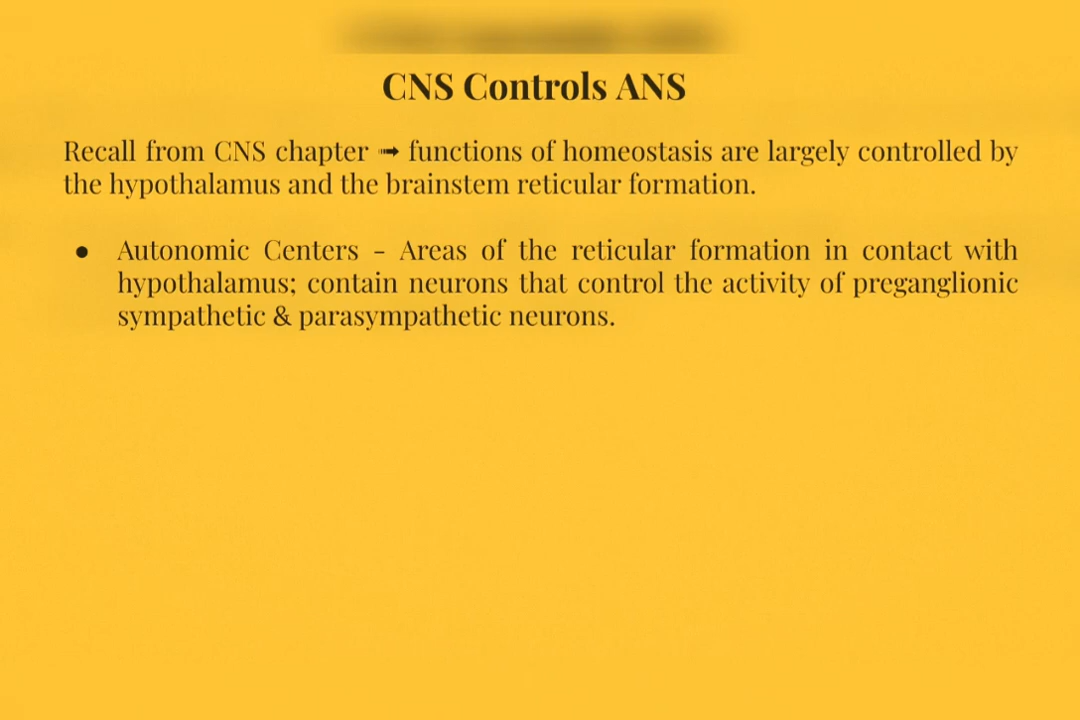 CNS Controls ANS
Recall from CNS chapter ➟ functions of homeostasis are largely controlled by
the hypothalamus and the brainstem reticular formation.
● Autonomic Centers - Areas of the reticular formation in contact with
hypothalamus; contain neurons that control the activity of preganglionic
sympathetic & parasympathetic neurons.